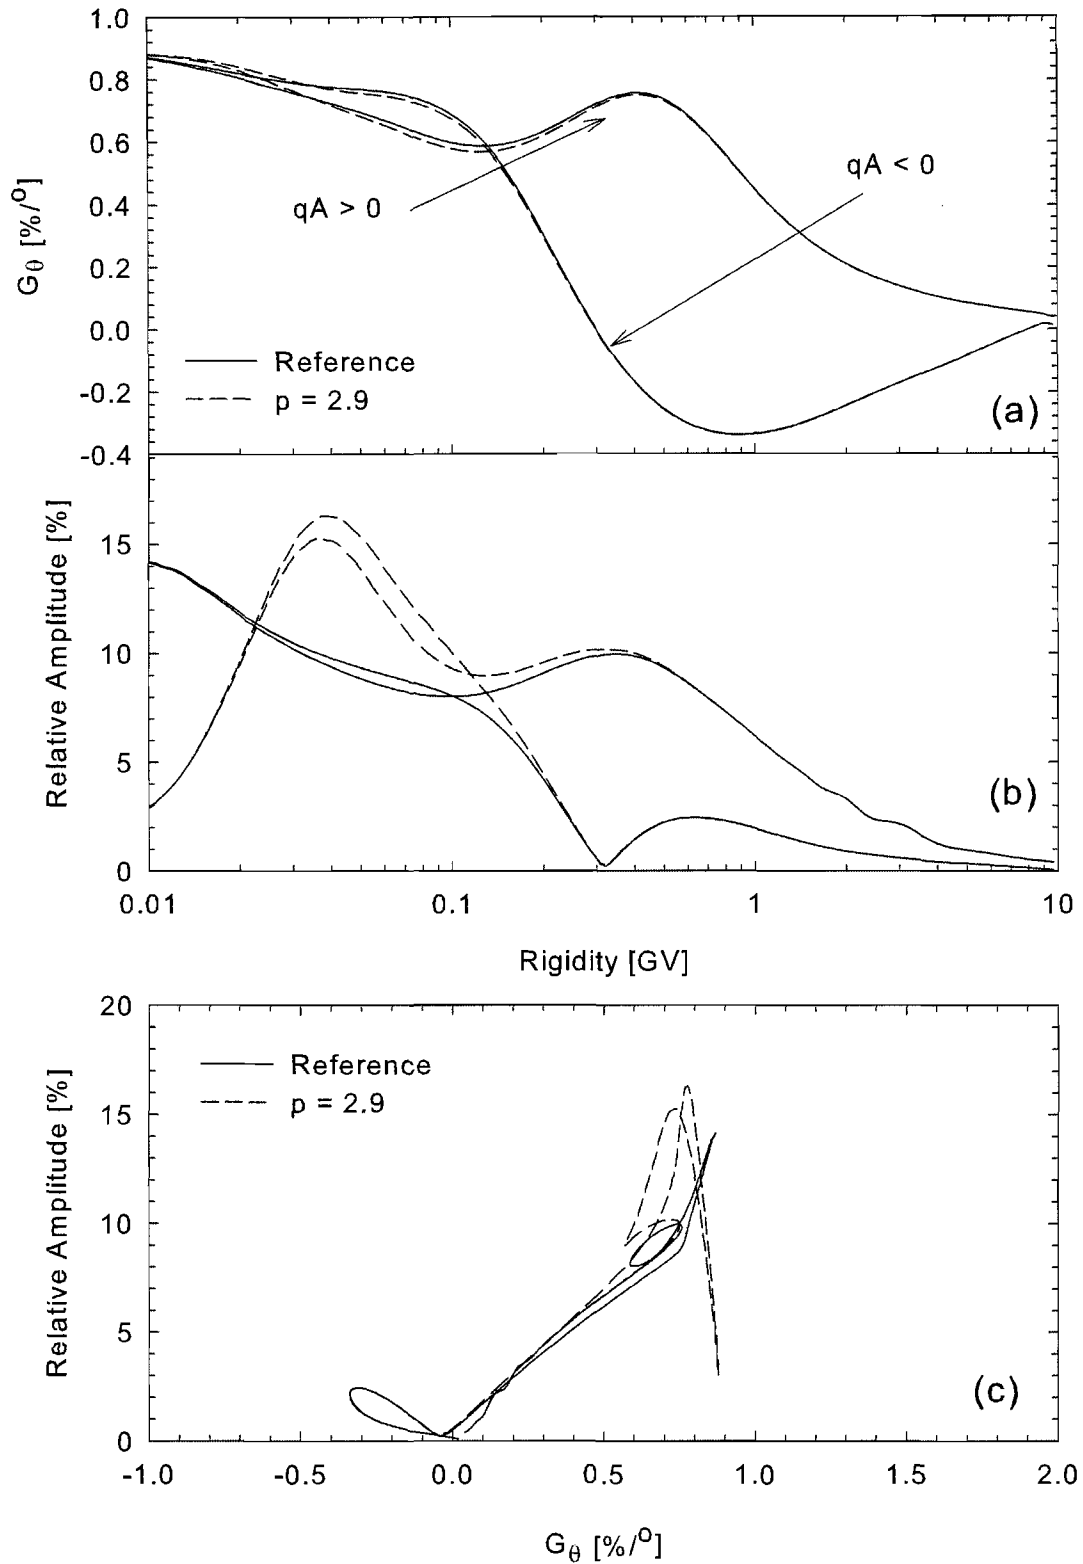 1.0
0.8
0.6
0.4
0.2
0.0
-0.2
-0.4
Gθ [%/o]
qA > 0
qA < 0
Reference
p = 2.9
(a)
15
10
5
0
Relative Amplitude [%]
(b)
0.01 0.1 1 10
Rigidity [GV]
20
15
10
5
0
Relative Amplitude [%]
Reference
p = 2.9
(c)
-1.0 -0.5 0.0 0.5 1.0 1.5 2.0
Gθ [%/o]